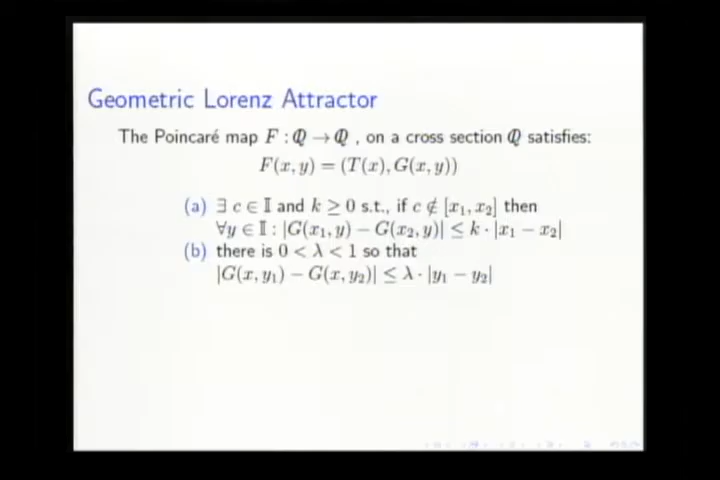 Geometric Lorenz Attractor
The Poincaré map F : ℚ → ℚ , on a cross section ℚ satisfies:
F(x, y) = (T(x), G(x, y))
(a) ∃ c ∈ 𝕀 and k ≥ 0 s.t., if c ∉ [x₁, x₂] then
∀y ∈ 𝕀 : |G(x₁, y) − G(x₂, y)| ≤ k · |x₁ − x₂|
(b) there is 0 < λ < 1 so that
|G(x, y₁) − G(x, y₂)| ≤ λ · |y₁ − y₂|